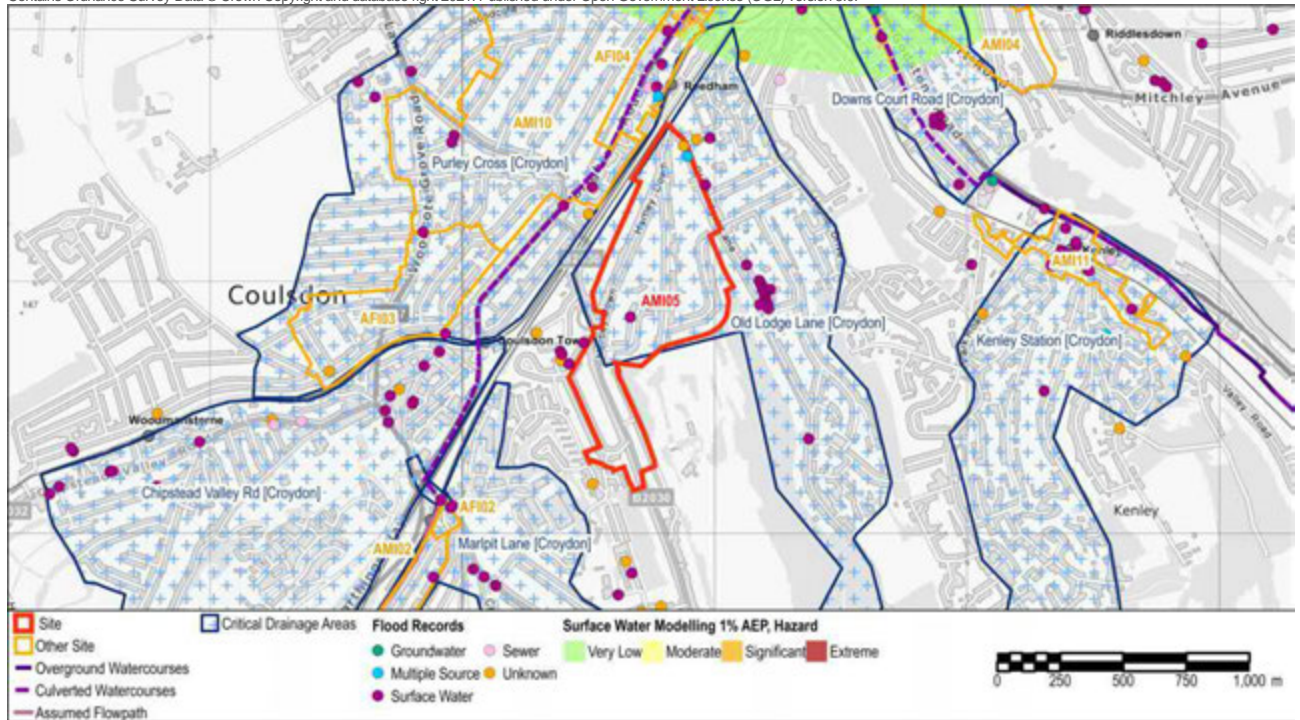 Riddlesdown
AMI04
Mitchley Avenue
AFI04
Reedham
Downs Court Road [Croydon]
AMI10
Purley Cross [Croydon]
Woodcote Grove Road
Kenley
AMI11
147
Coulsdon
AMI05
AFI03
Old Lodge Lane [Croydon]
Coulsdon Town
Kenley Station [Croydon]
Woodmansterne
Valley Road
Chipstead Valley Rd [Croydon]
B2030
AFI02
Kenley
Marlpit Lane [Croydon]
AMI02
Site
Other Site
Overground Watercourses
Culverted Watercourses
Assumed Flowpath
Critical Drainage Areas
Flood Records
Groundwater
Multiple Source
Surface Water
Sewer
Unknown
Surface Water Modelling 1% AEP, Hazard
Very Low
Moderate
Significant
Extreme
0 250 500 750 1,000 m